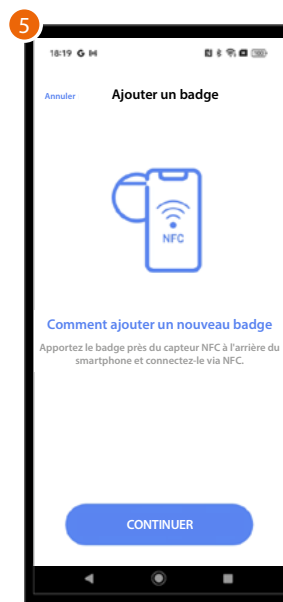 5
18:19 G M
Annuler
Ajouter un badge
NFC
Comment ajouter un nouveau badge
Apportez le badge près du capteur NFC à l'arrière du
smartphone et connectez-le via NFC.
CONTINUER